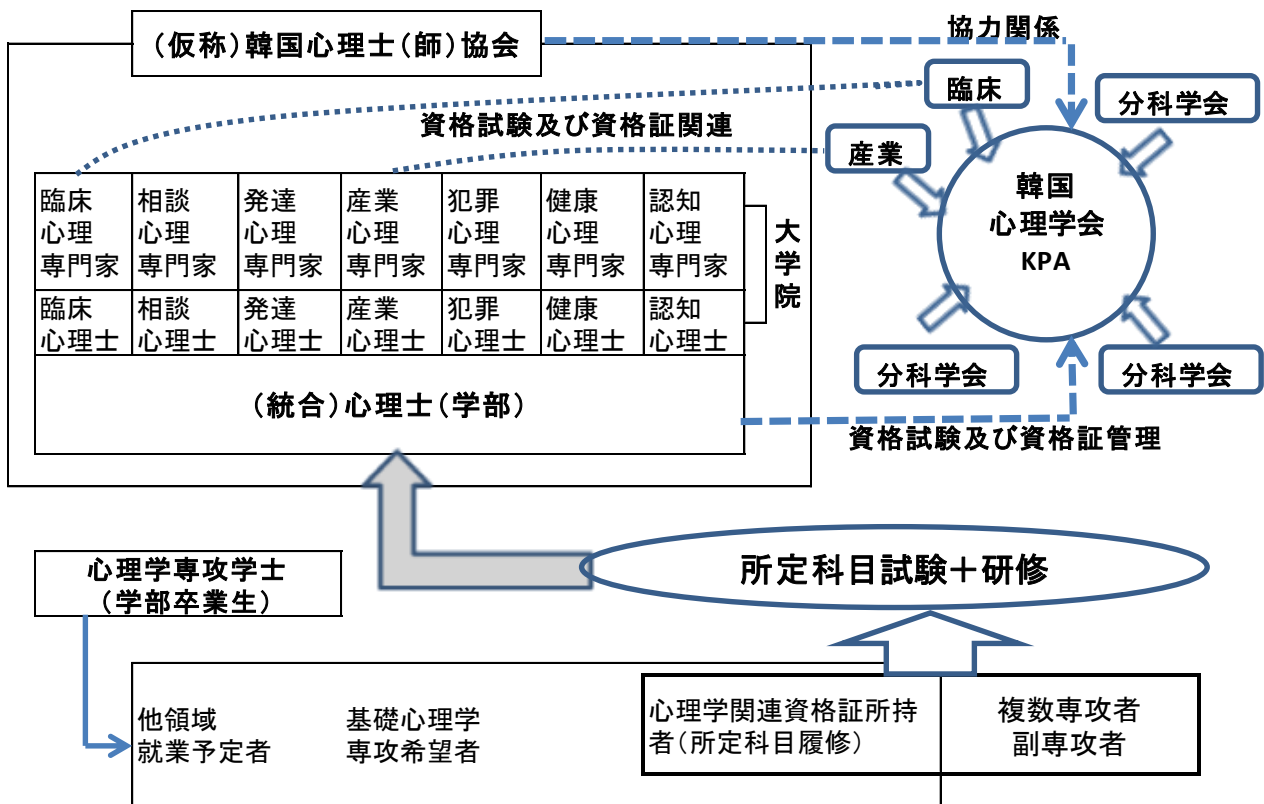 (仮称)韓国心理士(師)協会
協力関係
臨床
分科学会
資格試験及び資格証関連
産業
韓国
心理学会
KPA
臨床
心理
専門家
相談
心理
専門家
発達
心理
専門家
産業
心理
専門家
犯罪
心理
専門家
健康
心理
専門家
認知
心理
専門家
大
学
院
臨床
心理士
相談
心理士
発達
心理士
産業
心理士
犯罪
心理士
健康
心理士
認知
心理士
分科学会
分科学会
(統合)心理士(学部)
資格試験及び資格証管理
所定科目試験+研修
心理学専攻学士
(学部卒業生)
他領域
就業予定者
基礎心理学
専攻希望者
心理学関連資格証所持
者(所定科目履修)
複数専攻者
副専攻者